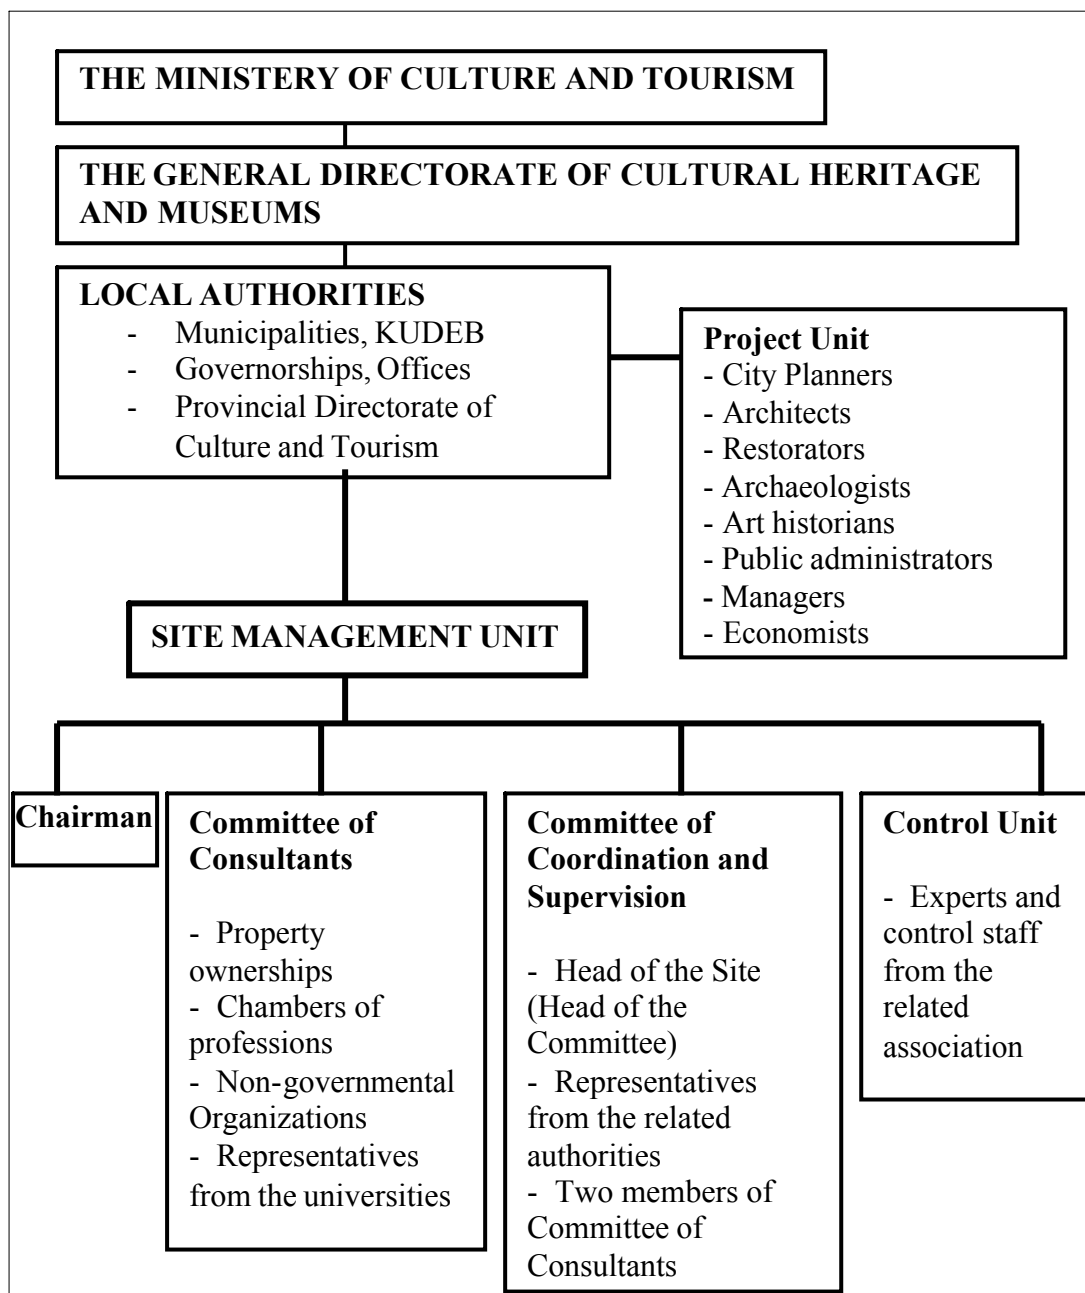 THE MINISTERY OF CULTURE AND TOURISM
THE GENERAL DIRECTORATE OF CULTURAL HERITAGE
AND MUSEUMS
LOCAL AUTHORITIES
- Municipalities, KUDEB
- Governorships, Offices
- Provincial Directorate of
Culture and Tourism
Project Unit
- City Planners
- Architects
- Restorators
- Archaeologists
- Art historians
- Public administrators
- Managers
- Economists
SITE MANAGEMENT UNIT
Chairman
Committee of
Consultants
- Property
ownerships
- Chambers of
professions
- Non-governmental
Organizations
- Representatives
from the universities
Committee of
Coordination and
Supervision
- Head of the Site
(Head of the
Committee)
- Representatives
from the related
authorities
- Two members of
Committee of
Consultants
Control Unit
- Experts and
control staff
from the
related
association